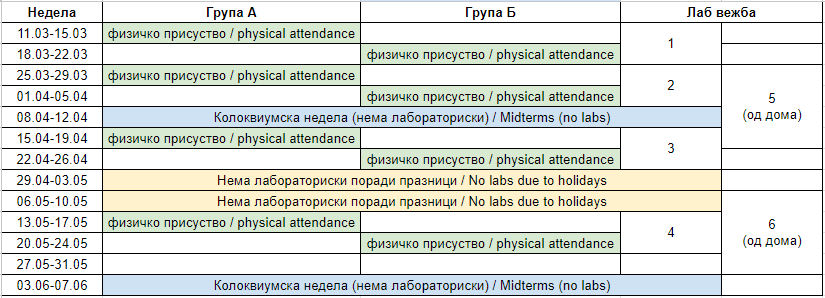 Недела Група А Група Б Лаб вежба
11.03-15.03 физичко присуство / physical attendance
1
18.03-22.03 физичко присуство / physical attendance
25.03-29.03 физичко присуство / physical attendance
2
01.04-05.04 физичко присуство / physical attendance
5
(од дома)
08.04-12.04 Колоквиумска недела (нема лабораториски) / Midterms (no labs)
15.04-19.04 физичко присуство / physical attendance
3
22.04-26.04 физичко присуство / physical attendance
29.04-03.05 Нема лабораториски поради празници / No labs due to holidays
06.05-10.05 Нема лабораториски поради празници / No labs due to holidays
13.05-17.05 физичко присуство / physical attendance
4
6
(од дома)
20.05-24.05 физичко присуство / physical attendance
27.05-31.05
03.06-07.06 Колоквиумска недела (нема лабораториски) / Midterms (no labs)